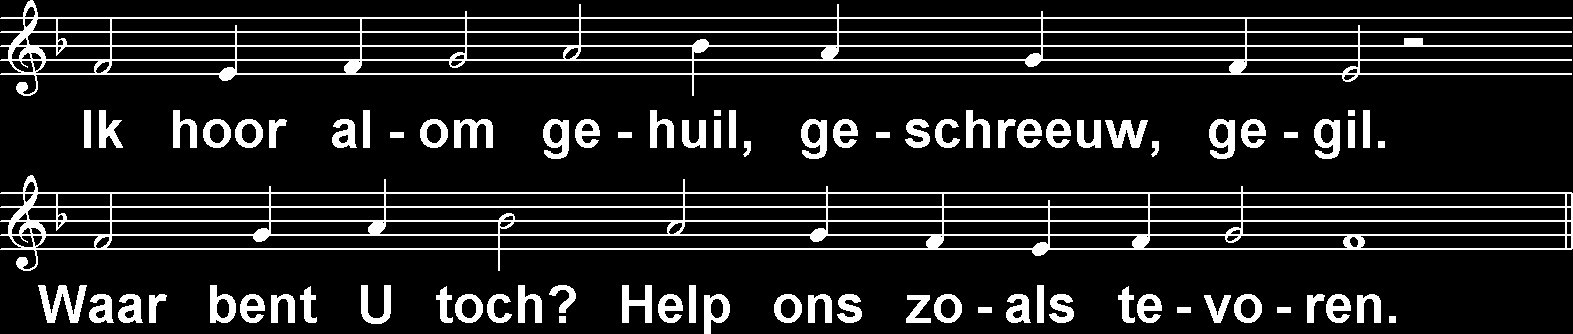 Ik hoor al - om ge - huil, ge - schreeuw, ge - gil.
Waar bent U toch? Help ons zo - als te - vo - ren.